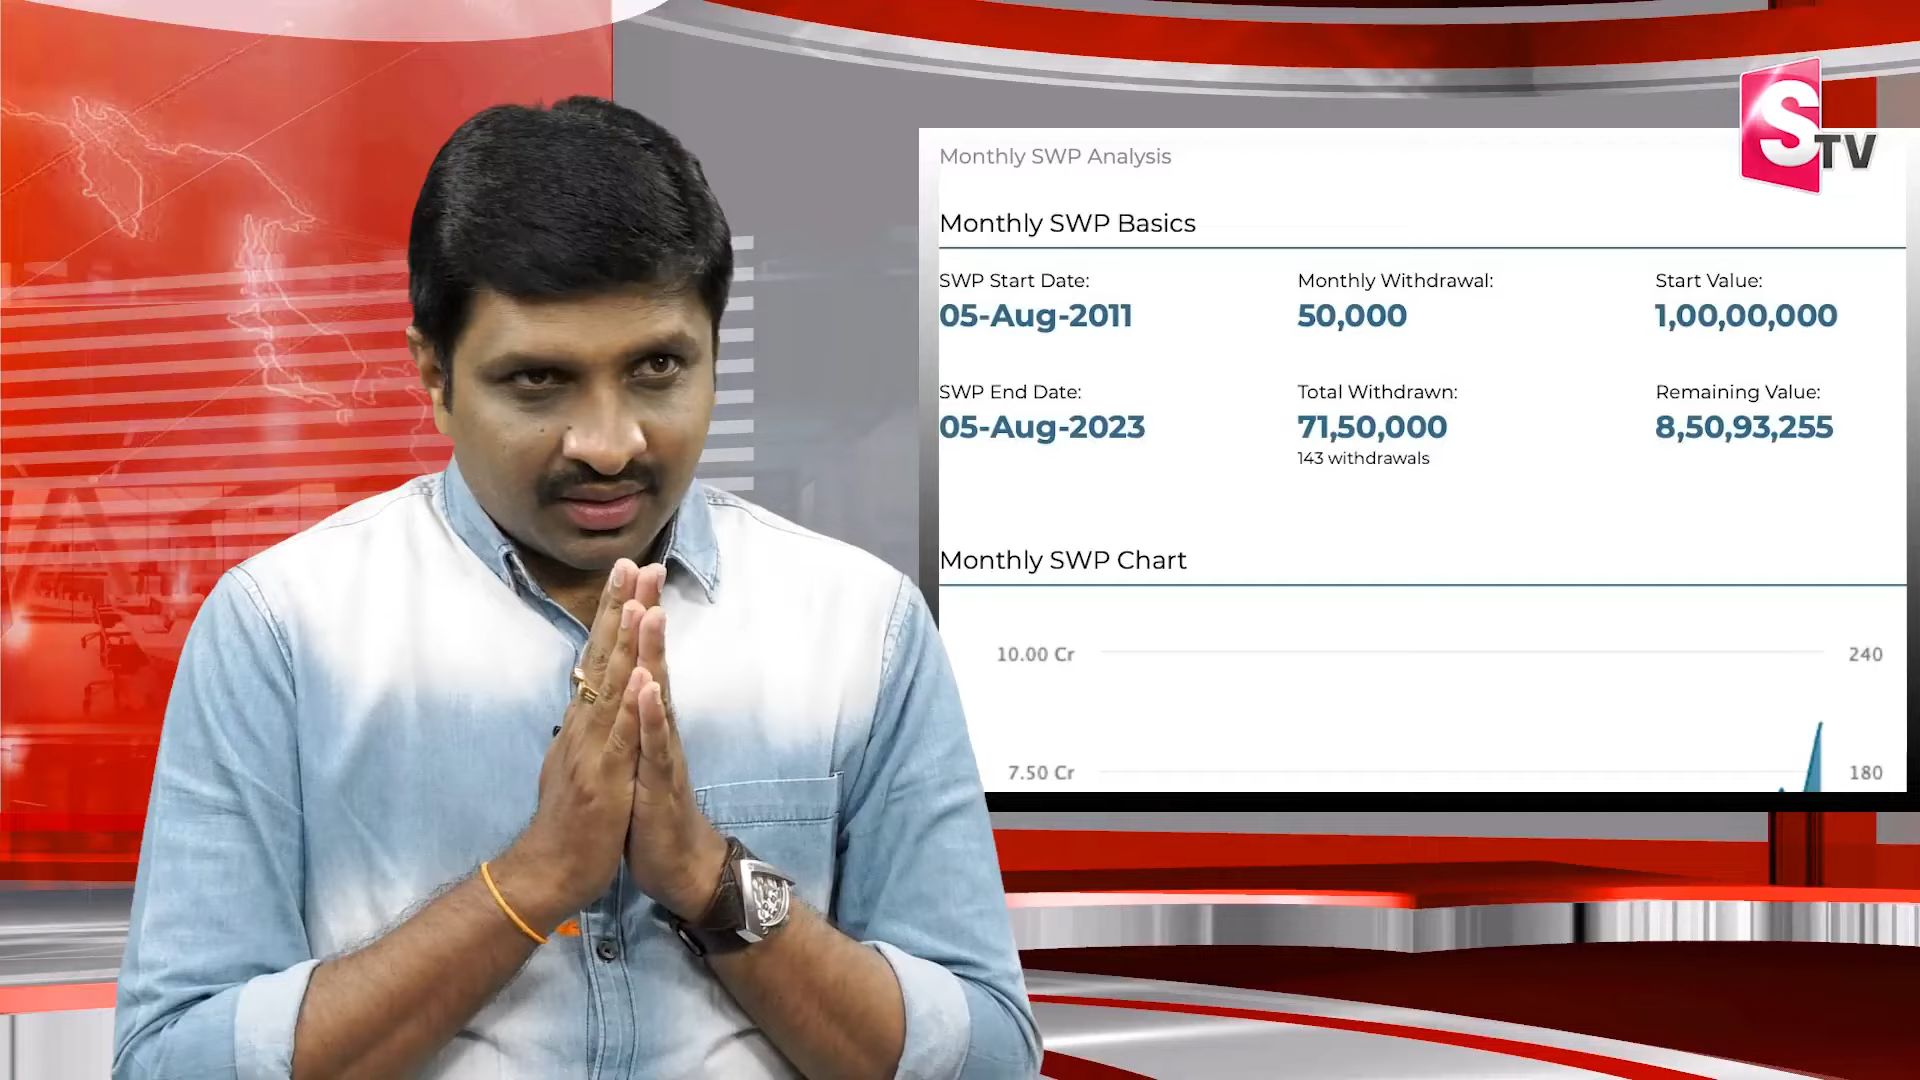 STV
Monthly SWP Analysis
Monthly SWP Basics
SWP Start Date:
05-Aug-2011
Monthly Withdrawal:
50,000
Start Value:
1,00,00,000
SWP End Date:
05-Aug-2023
Total Withdrawn:
71,50,000
143 withdrawals
Remaining Value:
8,50,93,255
Monthly SWP Chart
10.00 Cr
240
7.50 Cr
180